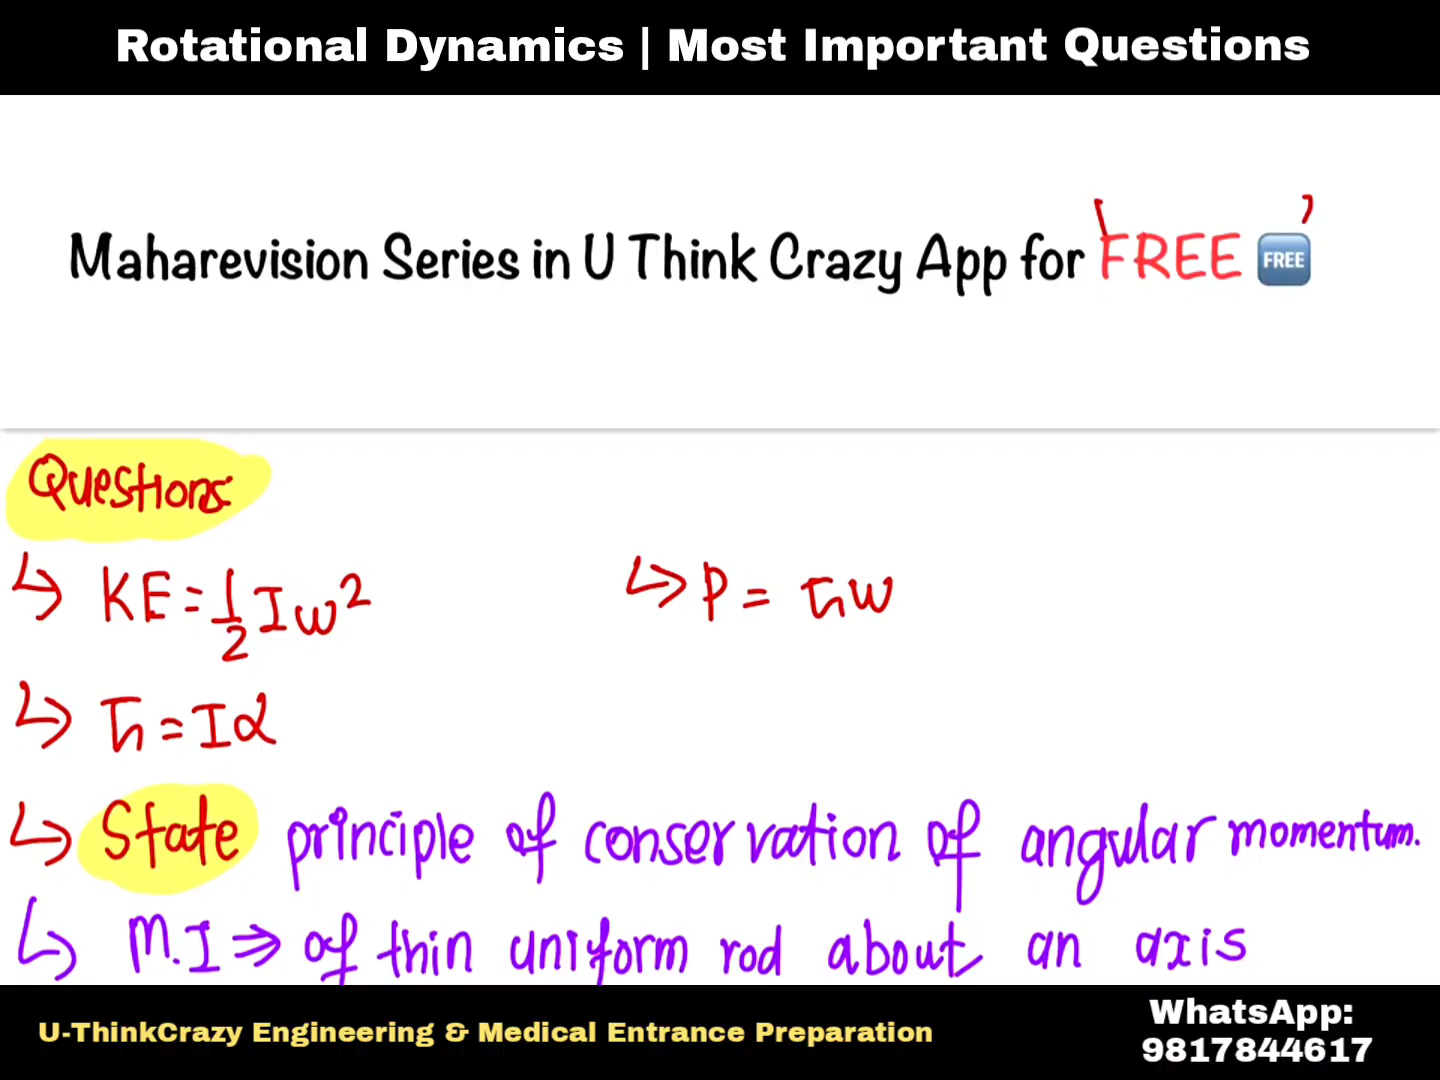 Rotational Dynamics | Most Important Questions
Maharevision Series in U Think Crazy App for FREE 🆓
Questions
↳ KE = 1/2 Iω² ↳ P = τω
↳ τ = Iα
↳ State principle of conservation of angular momentum.
↳ M.I ⇒ of thin uniform rod about an axis
U-ThinkCrazy Engineering & Medical Entrance Preparation
WhatsApp:
9817844617